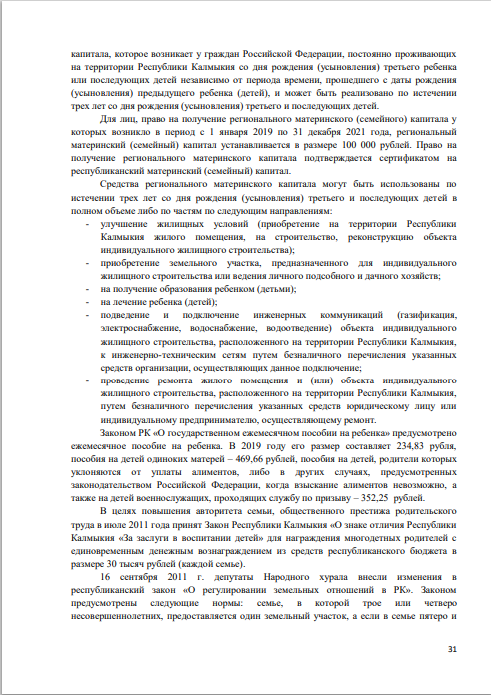 капитала, которое возникает у граждан Российской Федерации, постоянно проживающих
на территории Республики Калмыкия со дня рождения (усыновления) третьего ребенка
или последующих детей независимо от периода времени, прошедшего с даты рождения
(усыновления) предыдущего ребенка (детей), и может быть реализовано по истечении
трех лет со дня рождения (усыновления) третьего и последующих детей.
Для лиц, право на получение регионального материнского (семейного) капитала у
которых возникло в период с 1 января 2019 по 31 декабря 2021 года, региональный
материнский (семейный) капитал устанавливается в размере 100 000 рублей. Право на
получение регионального материнского капитала подтверждается сертификатом на
республиканский материнский (семейный) капитал.
Средства регионального материнского капитала могут быть использованы по
истечении трех лет со дня рождения (усыновления) третьего и последующих детей в
полном объеме либо по частям по следующим направлениям:
- улучшение жилищных условий (приобретение на территории Республики
Калмыкия жилого помещения, на строительство, реконструкцию объекта
индивидуального жилищного строительства);
- приобретение земельного участка, предназначенного для индивидуального
жилищного строительства или ведения личного подсобного и дачного хозяйств;
- на получение образования ребенком (детьми);
- на лечение ребенка (детей);
- подведение и подключение инженерных коммуникаций (газификация,
электроснабжение, водоснабжение, водоотведение) объекта индивидуального
жилищного строительства, расположенного на территории Республики Калмыкия,
к инженерно-техническим сетям путем безналичного перечисления указанных
средств организации, осуществляющих данное подключение;
- проведение ремонта жилого помещения и (или) объекта индивидуального
жилищного строительства, расположенного на территории Республики Калмыкия,
путем безналичного перечисления указанных средств юридическому лицу или
индивидуальному предпринимателю, осуществляющему ремонт.
Законом РК «О государственном ежемесячном пособии на ребенка» предусмотрено
ежемесячное пособие на ребенка. В 2019 году его размер составляет 234,83 рубля,
пособия на детей одиноких матерей – 469,66 рублей, пособия на детей, родители которых
уклоняются от уплаты алиментов, либо в других случаях, предусмотренных
законодательством Российской Федерации, когда взыскание алиментов невозможно, а
также на детей военнослужащих, проходящих службу по призыву – 352,25 рублей.
В целях повышения авторитета семьи, общественного престижа родительского
труда в июле 2011 года принят Закон Республики Калмыкия «О знаке отличия Республики
Калмыкия «За заслуги в воспитании детей» для награждения многодетных родителей с
единовременным денежным вознаграждением из средств республиканского бюджета в
размере 30 тысяч рублей (каждой семье).
16 сентября 2011 г. депутаты Народного хурала внесли изменения в
республиканский закон «О регулировании земельных отношений в РК». Законом
предусмотрены следующие нормы: семье, в которой трое или четверо
несовершеннолетних, предоставляется один земельный участок, а если в семье пятеро и
31